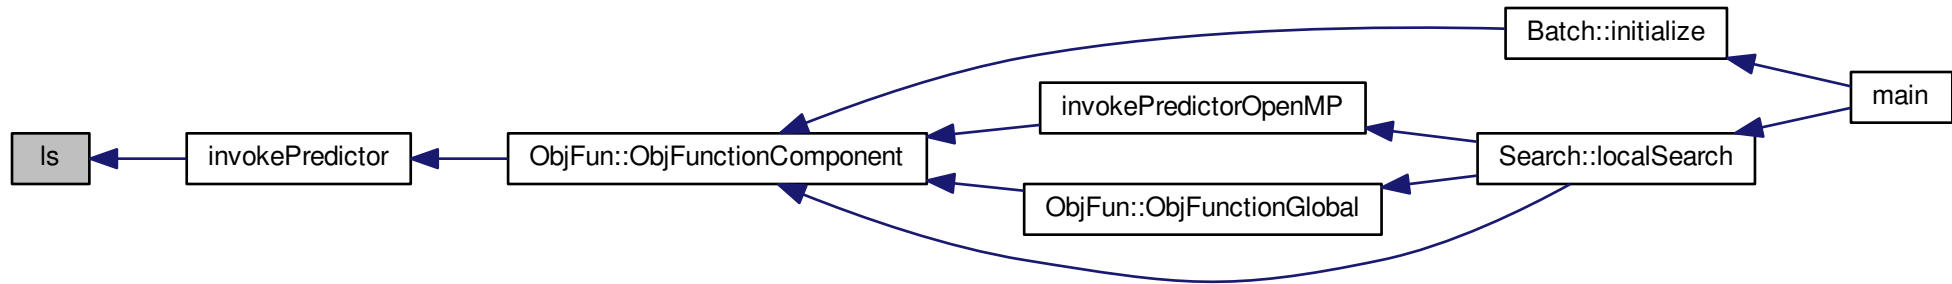 ls
invokePredictor
ObjFun::ObjFunctionComponent
Batch::initialize
invokePredictorOpenMP
ObjFun::ObjFunctionGlobal
Search::localSearch
main